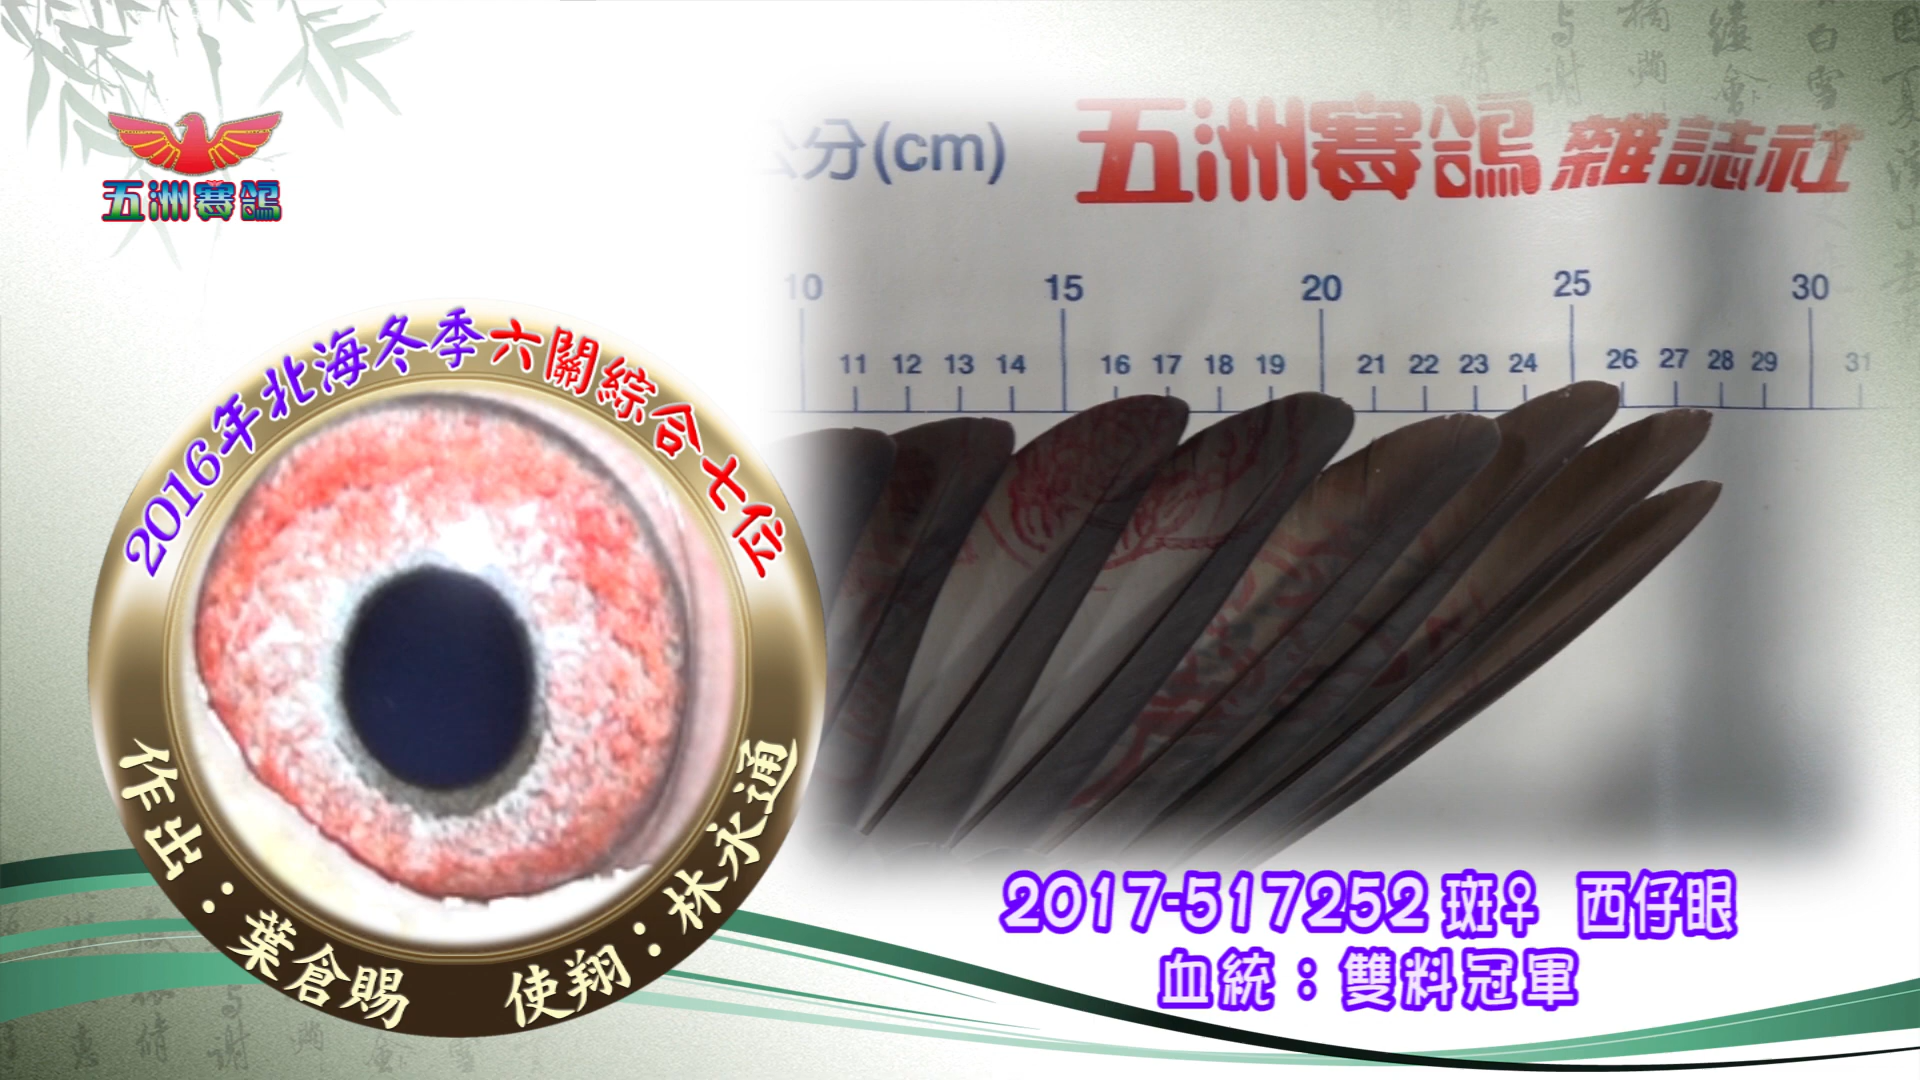 五洲賽鴿
公分(cm)
五洲賽鴿 雜誌社
10 15 20 25 30
11 12 13 14 16 17 18 19 21 22 23 24 26 27 28 29 31
2016年北海冬季六關綜合七位
作出：葉倉賜 使翔：林永通
2017-517252 斑♀ 西仔眼
血統：雙料冠軍